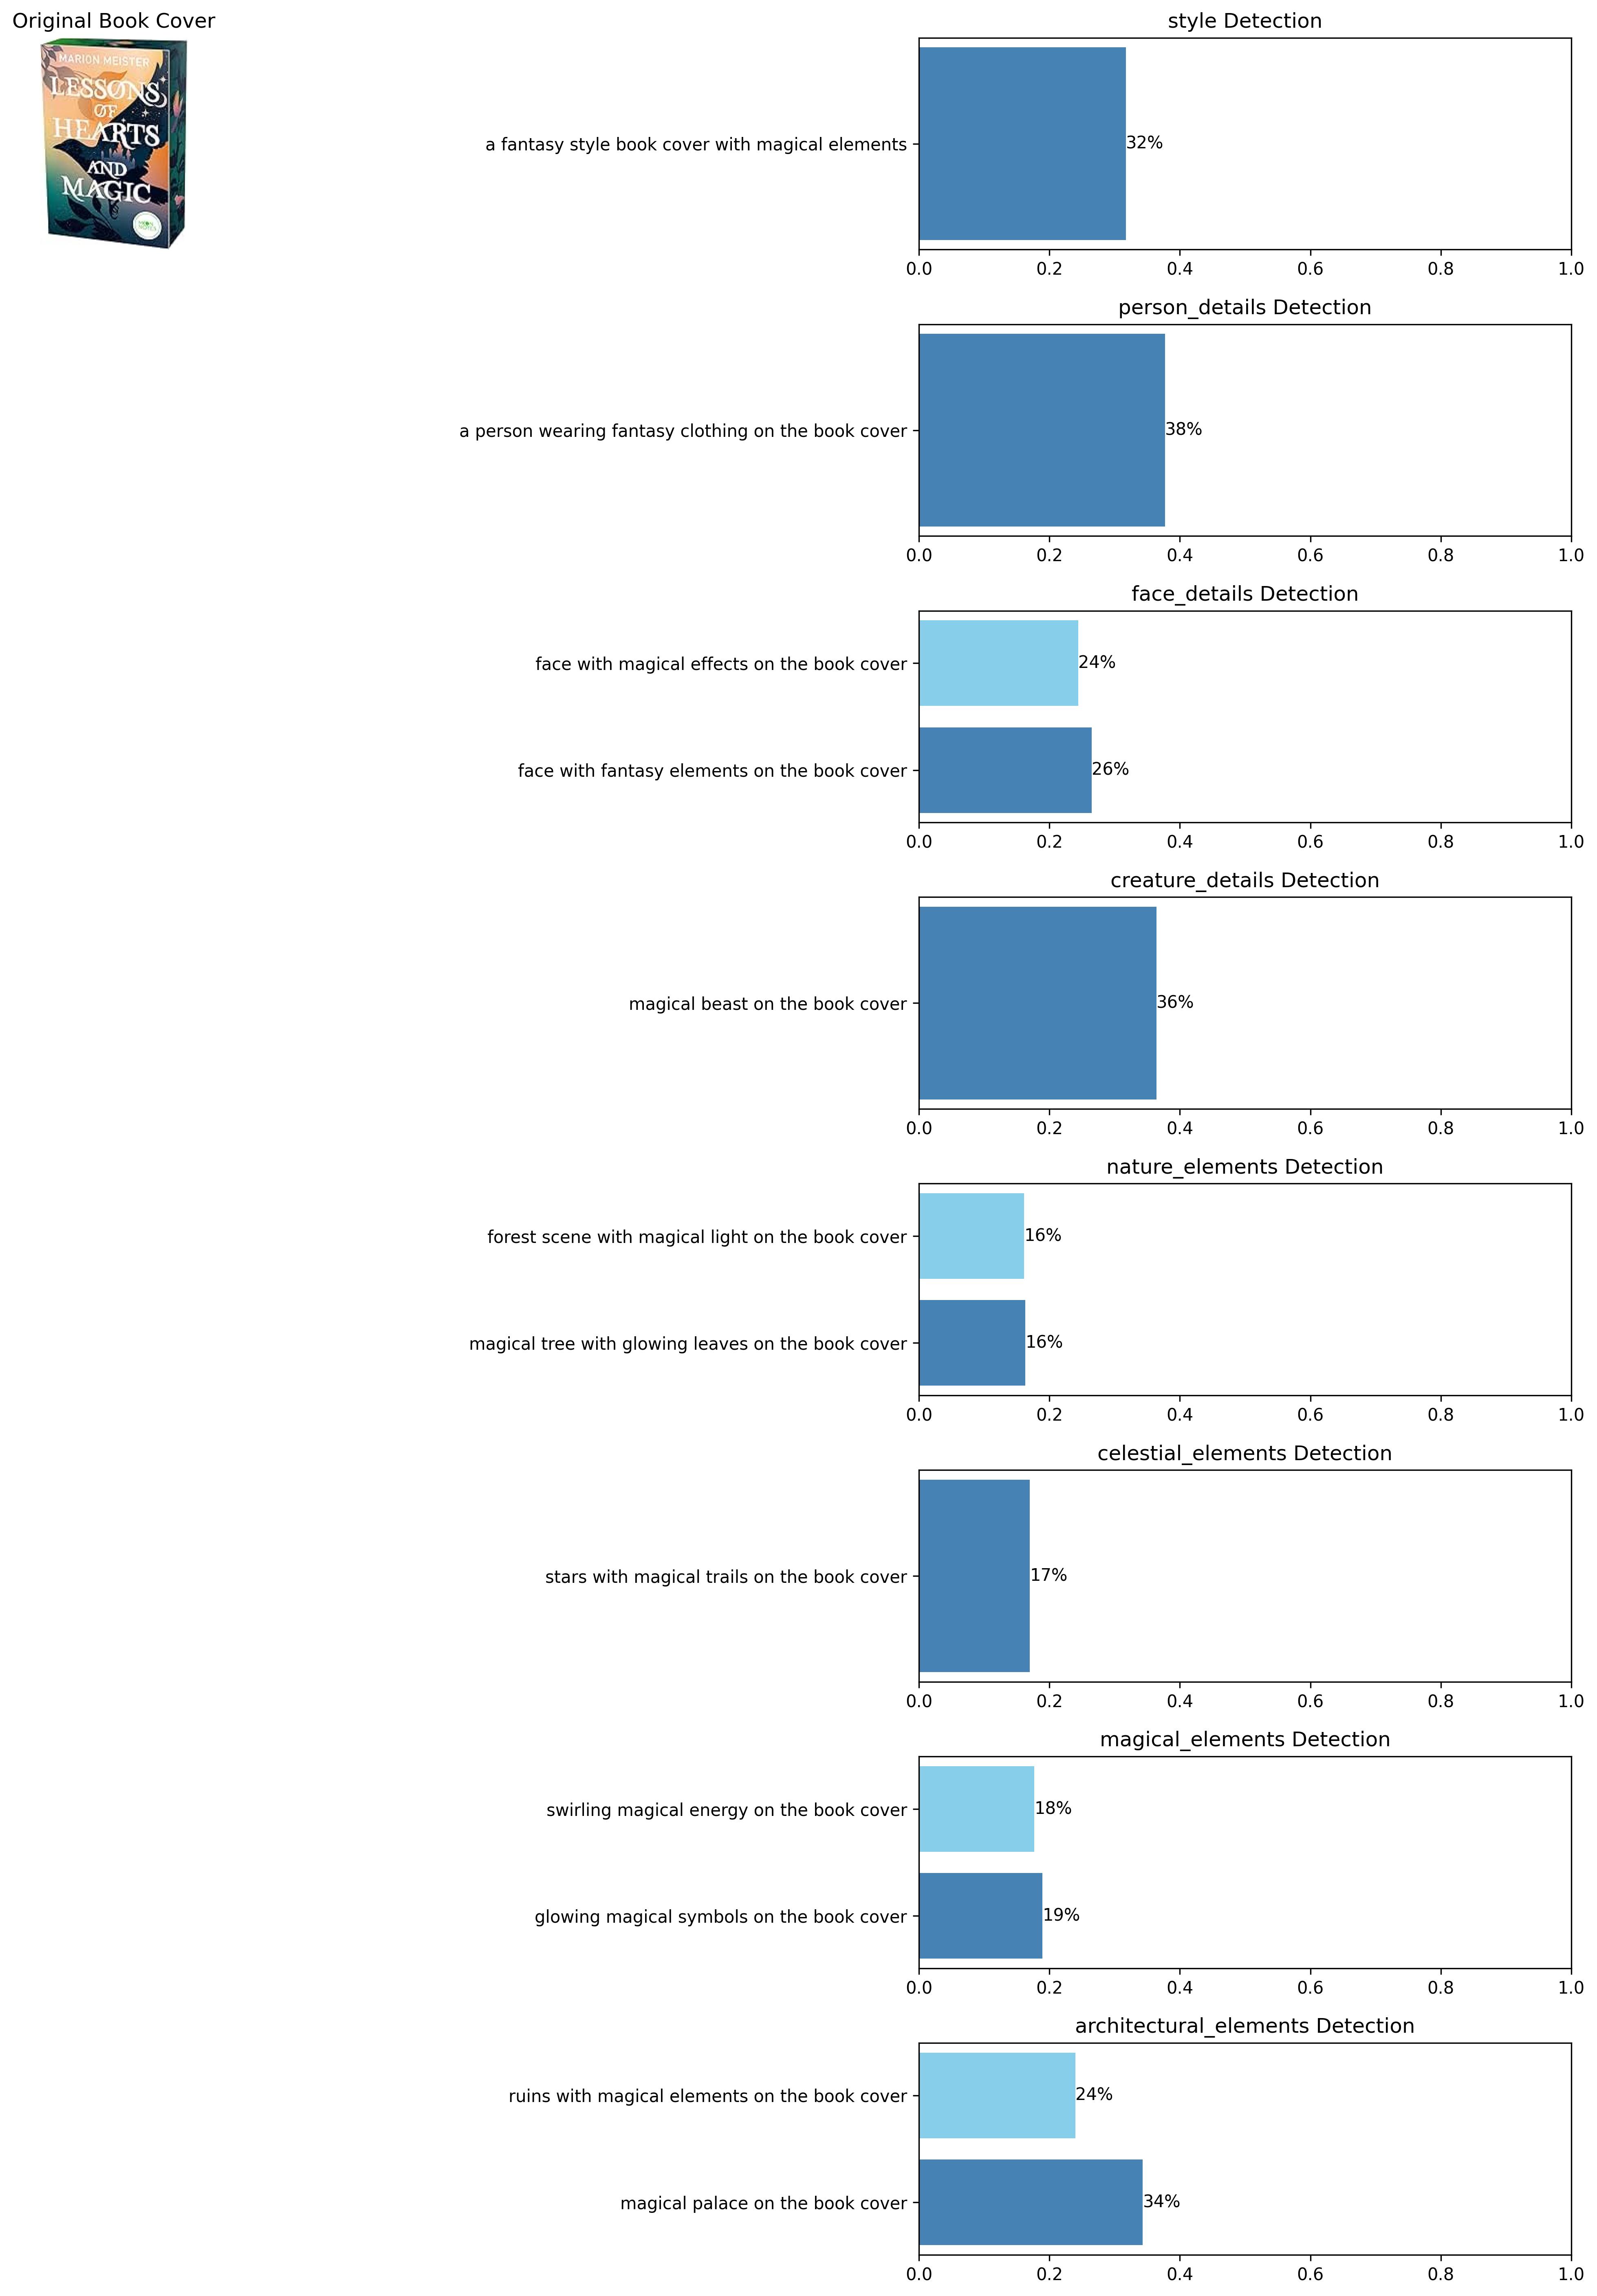 Original Book Cover
MARION MEISTER
LESSONS
OF
HEARTS
AND
MAGIC
style Detection
a fantasy style book cover with magical elements
32%
0.0 0.2 0.4 0.6 0.8 1.0
person_details Detection
a person wearing fantasy clothing on the book cover
38%
0.0 0.2 0.4 0.6 0.8 1.0
face_details Detection
face with magical effects on the book cover
24%
face with fantasy elements on the book cover
26%
0.0 0.2 0.4 0.6 0.8 1.0
creature_details Detection
magical beast on the book cover
36%
0.0 0.2 0.4 0.6 0.8 1.0
nature_elements Detection
forest scene with magical light on the book cover
16%
magical tree with glowing leaves on the book cover
16%
0.0 0.2 0.4 0.6 0.8 1.0
celestial_elements Detection
stars with magical trails on the book cover
17%
0.0 0.2 0.4 0.6 0.8 1.0
magical_elements Detection
swirling magical energy on the book cover
18%
glowing magical symbols on the book cover
19%
0.0 0.2 0.4 0.6 0.8 1.0
architectural_elements Detection
ruins with magical elements on the book cover
24%
magical palace on the book cover
34%
0.0 0.2 0.4 0.6 0.8 1.0